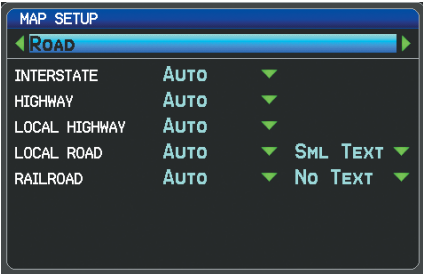 MAP SETUP
ROAD
INTERSTATE AUTO
HIGHWAY AUTO
LOCAL HIGHWAY AUTO
LOCAL ROAD AUTO SML TEXT
RAILROAD AUTO NO TEXT